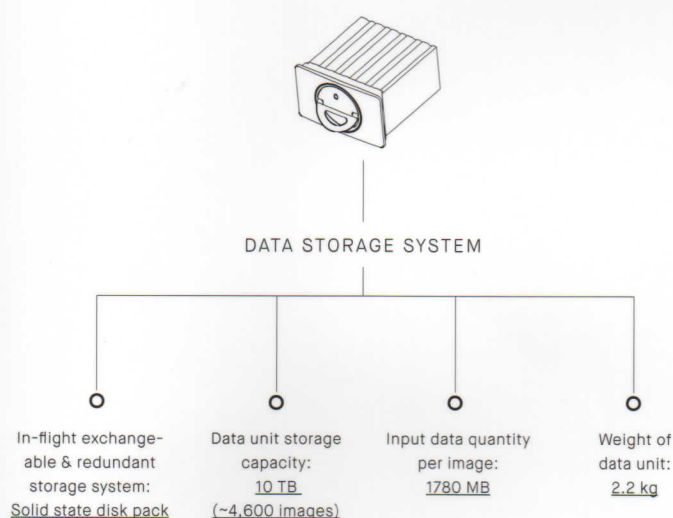 DATA STORAGE SYSTEM
In-flight exchange-
able & redundant
storage system:
Solid state disk pack
Data unit storage
capacity:
10 TB
(~4,600 images)
Input data quantity
per image:
1780 MB
Weight of
data unit:
2.2 kg